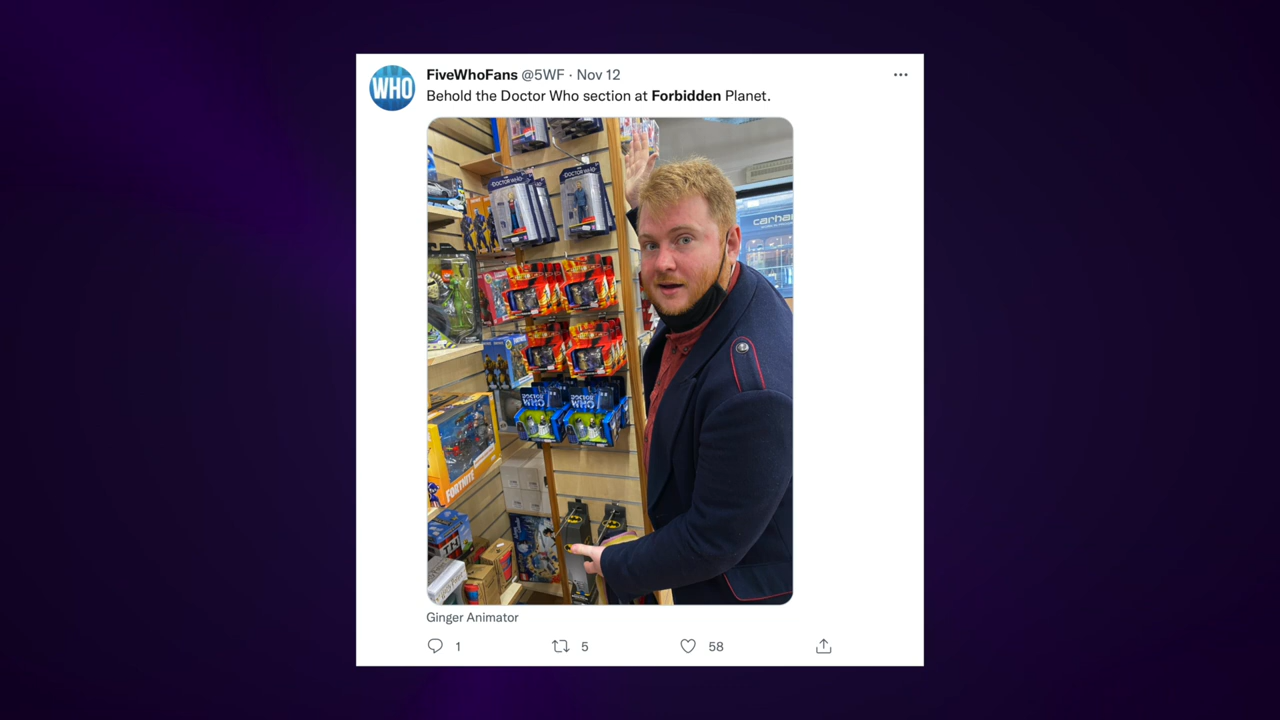 WHO
FiveWhoFans @5WF · Nov 12
Behold the Doctor Who section at Forbidden Planet.
DOCTOR WHO
DOCTOR WHO
carha
DOCTOR
WHO
DOCTOR
WHO
FORTNITE
Ginger Animator
1 5 58